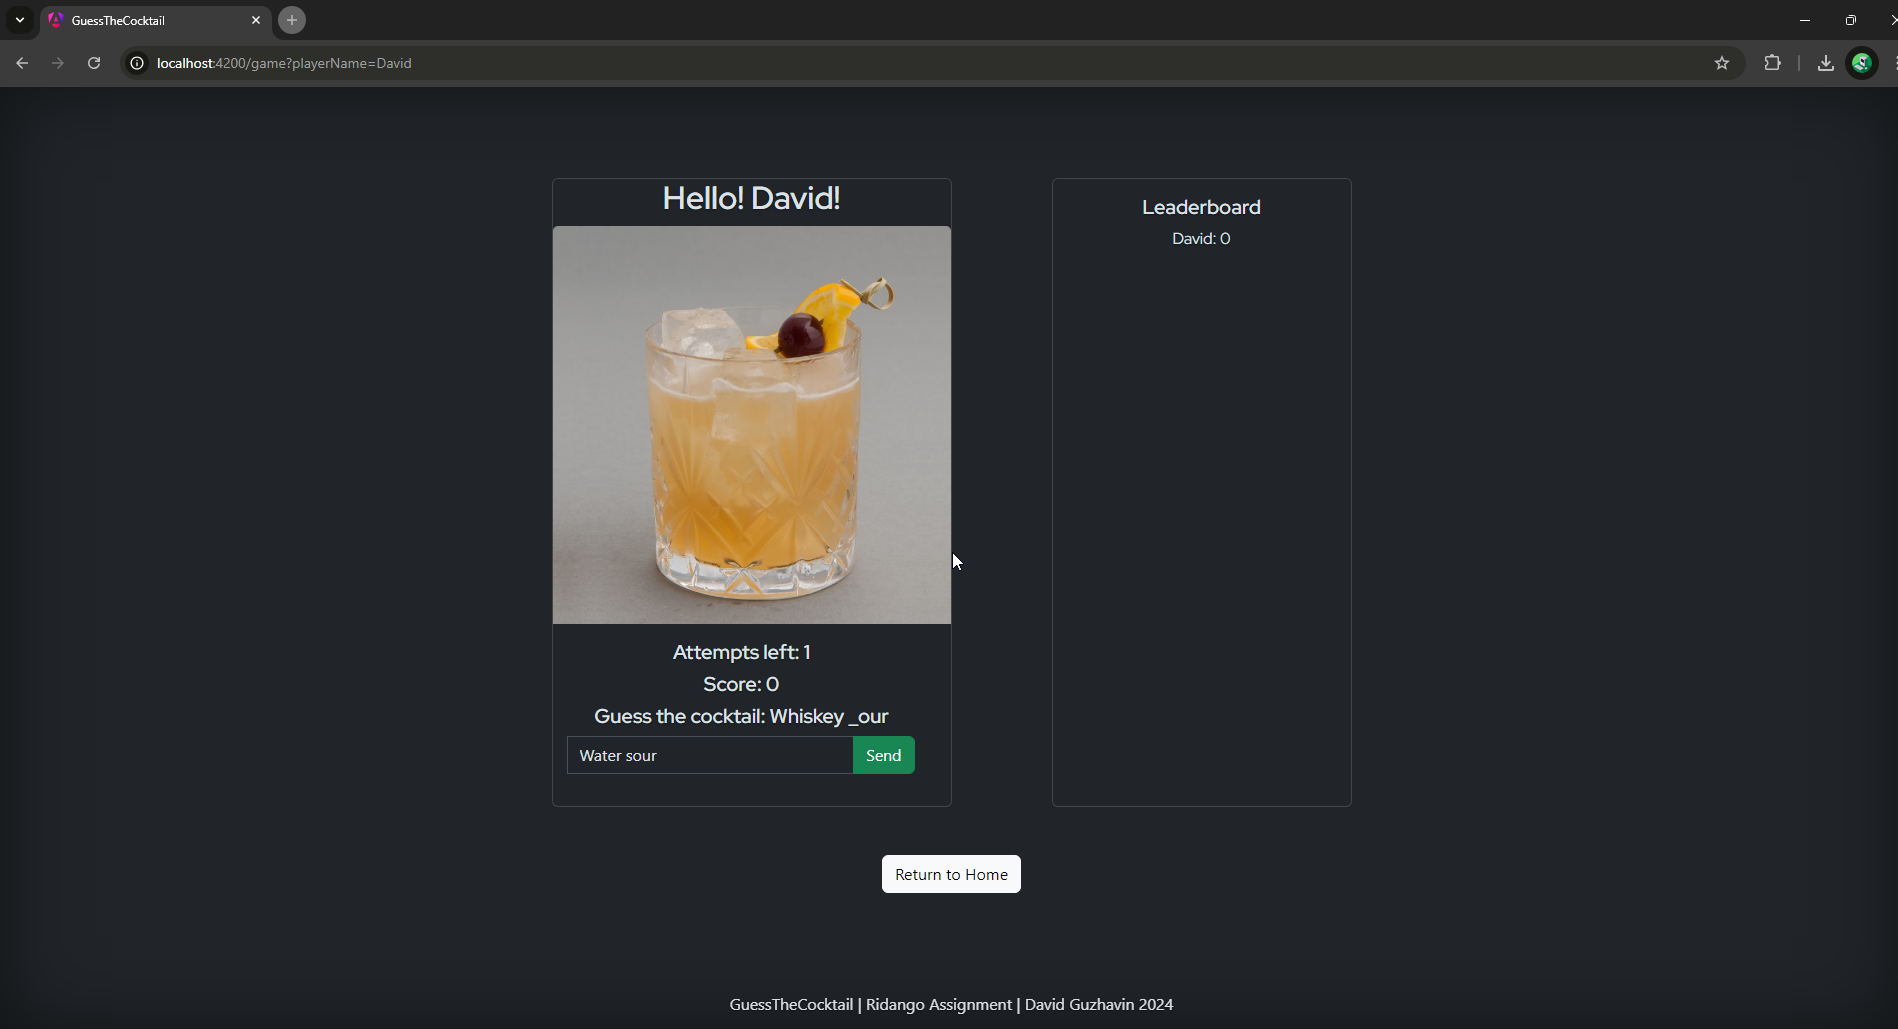 GuessTheCocktail
localhost:4200/game?playerName=David
Hello! David!
Attempts left: 1
Score: 0
Guess the cocktail: Whiskey _our
Water sour
Send
Leaderboard
David: 0
Return to Home
GuessTheCocktail | Ridango Assignment | David Guzhavin 2024